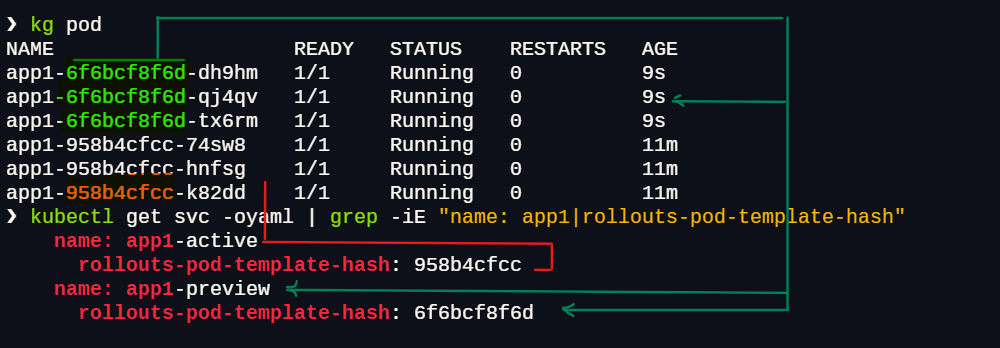 ❯ kg pod
NAME READY STATUS RESTARTS AGE
app1-6f6bcf8f6d-dh9hm 1/1 Running 0 9s
app1-6f6bcf8f6d-qj4qv 1/1 Running 0 9s
app1-6f6bcf8f6d-tx6rm 1/1 Running 0 9s
app1-958b4cfcc-74sw8 1/1 Running 0 11m
app1-958b4cfcc-hnfsg 1/1 Running 0 11m
app1-958b4cfcc-k82dd 1/1 Running 0 11m
❯ kubectl get svc -oyaml | grep -iE "name: app1|rollouts-pod-template-hash"
name: app1-active
rollouts-pod-template-hash: 958b4cfcc
name: app1-preview
rollouts-pod-template-hash: 6f6bcf8f6d